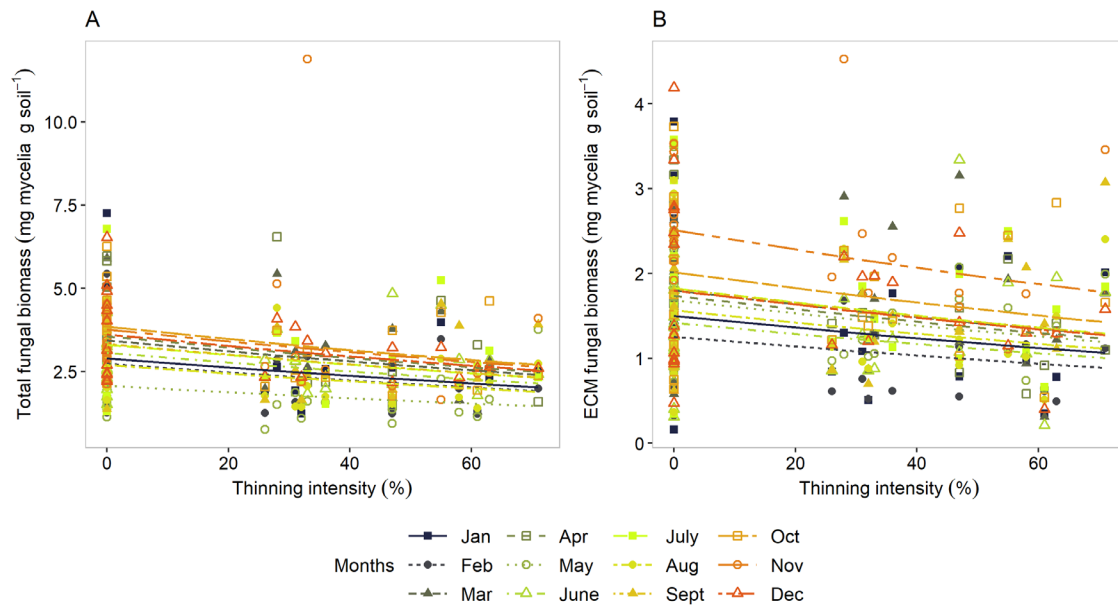 A
B
Total fungal biomass (mg mycelia g soil⁻¹)
10.0
7.5
5.0
2.5
0
20
40
60
Thinning intensity (%)
ECM fungal biomass (mg mycelia g soil⁻¹)
4
3
2
1
0
0
20
40
60
Thinning intensity (%)
Months
Jan
Apr
July
Oct
Feb
May
Aug
Nov
Mar
June
Sept
Dec